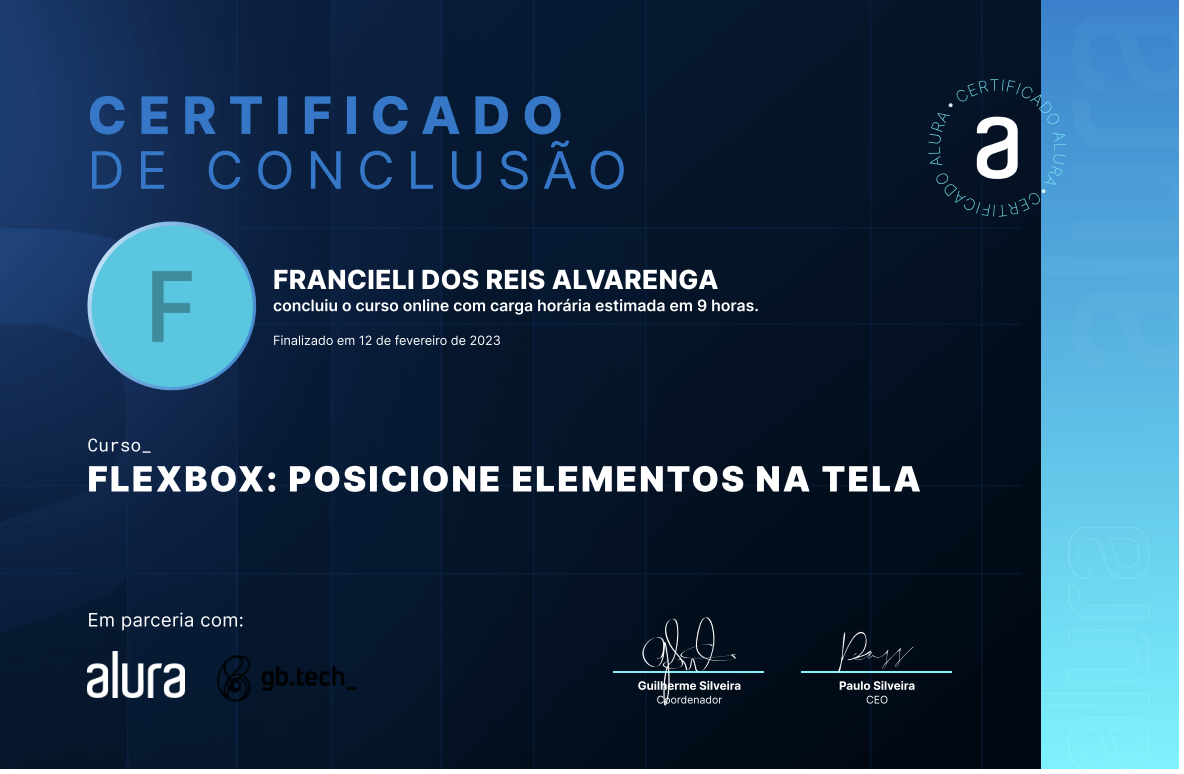 CERTIFICADO
DE CONCLUSÃO
CERTIFICADO ALURA • CERTIFICADO ALURA •
a
F
FRANCIELI DOS REIS ALVARENGA
concluiu o curso online com carga horária estimada em 9 horas.
Finalizado em 12 de fevereiro de 2023
Curso_
FLEXBOX: POSICIONE ELEMENTOS NA TELA
Em parceria com:
alura
gb.tech_
Guilherme Silveira
Coordenador
Paulo Silveira
CEO
alura
alura